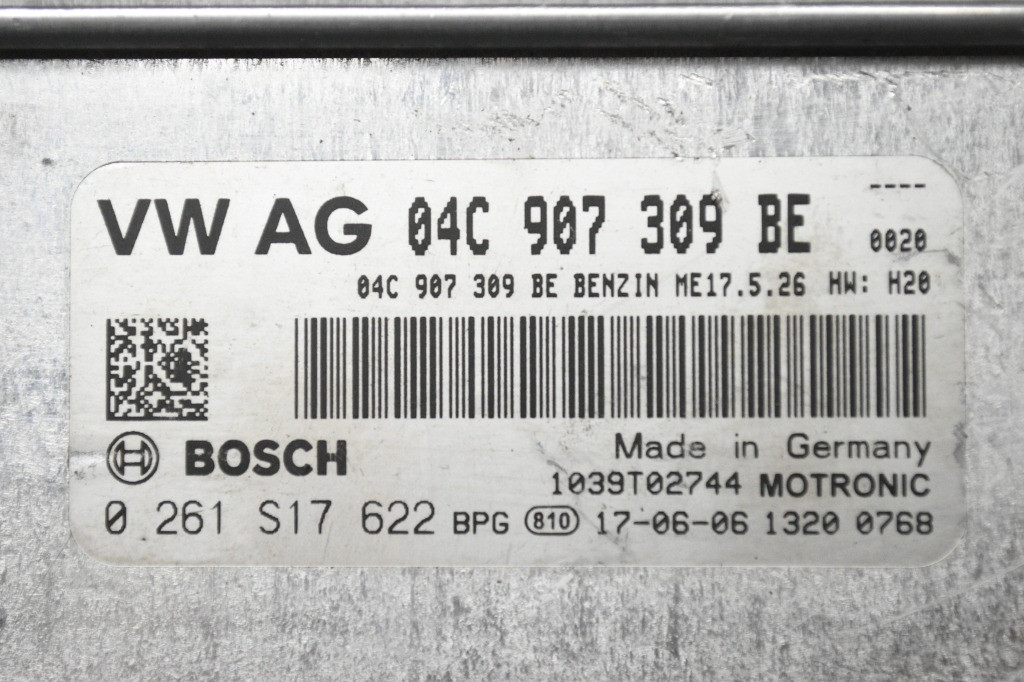 VW AG 04C 907 309 BE ----
0020
04C 907 309 BE BENZIN ME17.5.26 HW: H20
BOSCH
Made in Germany
1039T02744 MOTRONIC
0 261 S17 622 BPG 810 17-06-06 1320 0768